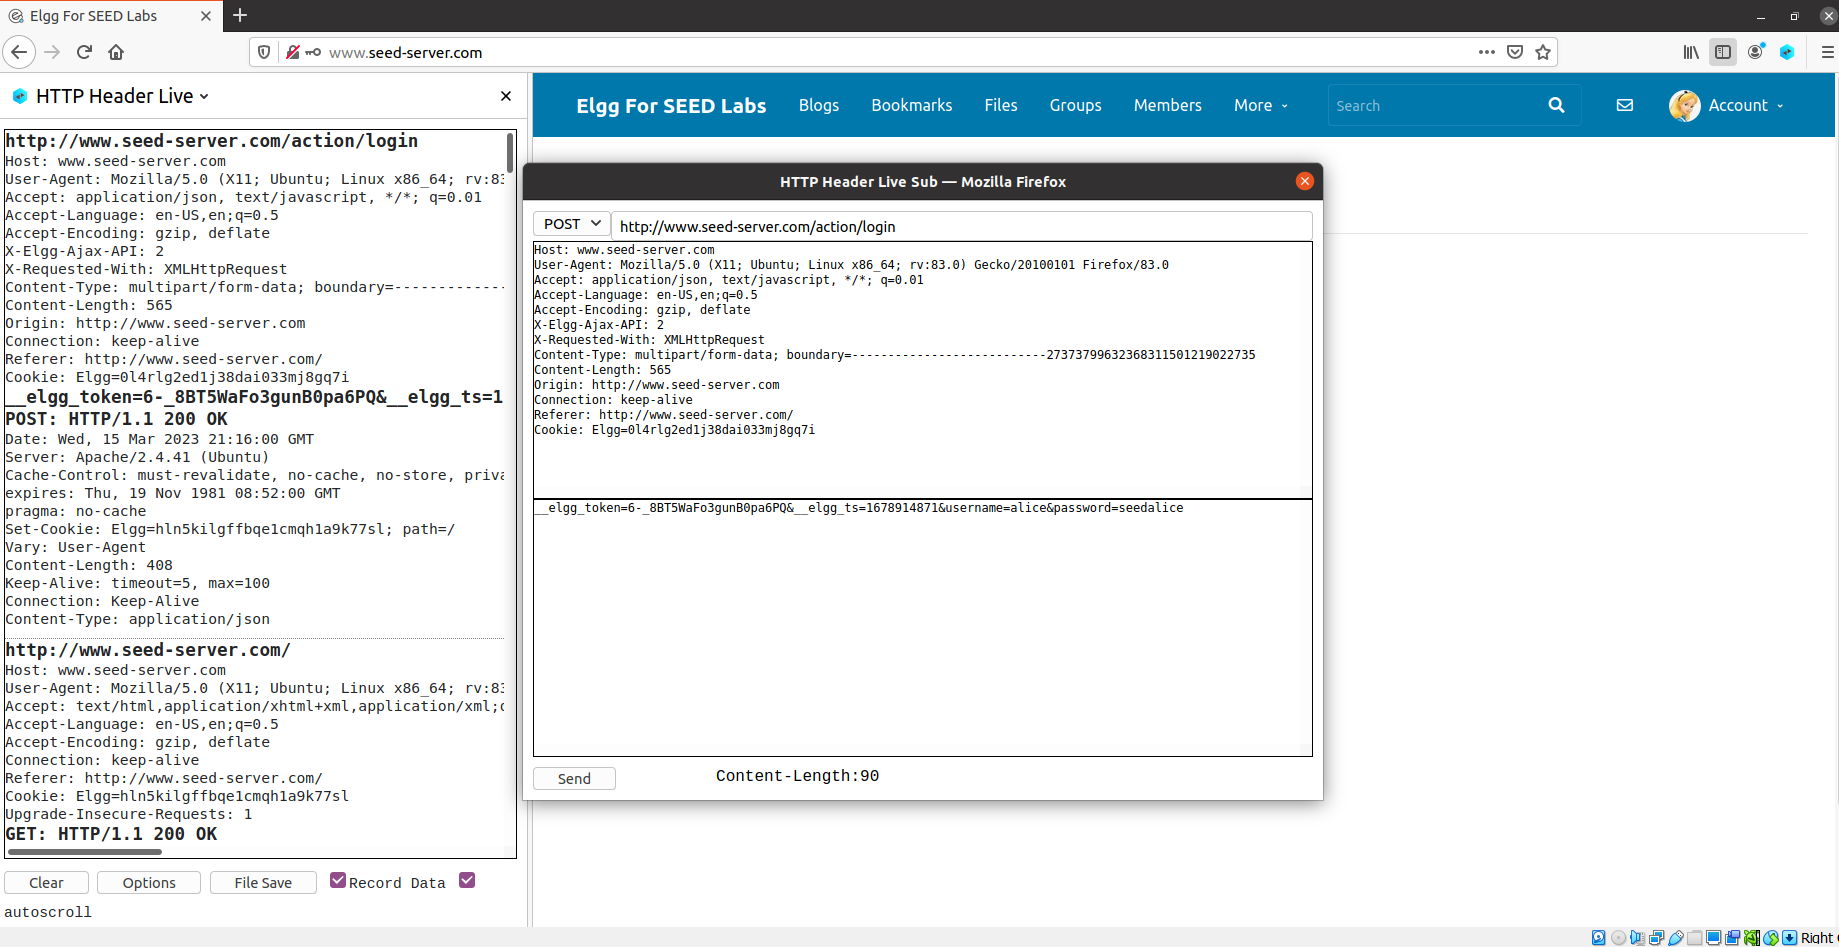 Elgg For SEED Labs
www.seed-server.com
HTTP Header Live
http://www.seed-server.com/action/login
Host: www.seed-server.com
User-Agent: Mozilla/5.0 (X11; Ubuntu; Linux x86_64; rv:83
Accept: application/json, text/javascript, */*; q=0.01
Accept-Language: en-US,en;q=0.5
Accept-Encoding: gzip, deflate
X-Elgg-Ajax-API: 2
X-Requested-With: XMLHttpRequest
Content-Type: multipart/form-data; boundary=-------------
Content-Length: 565
Origin: http://www.seed-server.com
Connection: keep-alive
Referer: http://www.seed-server.com/
Cookie: Elgg=0l4rlg2ed1j38dai033mj8gq7i
__elgg_token=6-_8BT5WaFo3gunB0pa6PQ&__elgg_ts=1
POST: HTTP/1.1 200 OK
Date: Wed, 15 Mar 2023 21:16:00 GMT
Server: Apache/2.4.41 (Ubuntu)
Cache-Control: must-revalidate, no-cache, no-store, priva
expires: Thu, 19 Nov 1981 08:52:00 GMT
pragma: no-cache
Set-Cookie: Elgg=hln5kilgffbqe1cmqh1a9k77sl; path=/
Vary: User-Agent
Content-Length: 408
Keep-Alive: timeout=5, max=100
Connection: Keep-Alive
Content-Type: application/json
http://www.seed-server.com/
Host: www.seed-server.com
User-Agent: Mozilla/5.0 (X11; Ubuntu; Linux x86_64; rv:83
Accept: text/html,application/xhtml+xml,application/xml;q
Accept-Language: en-US,en;q=0.5
Accept-Encoding: gzip, deflate
Connection: keep-alive
Referer: http://www.seed-server.com/
Cookie: Elgg=hln5kilgffbqe1cmqh1a9k77sl
Upgrade-Insecure-Requests: 1
GET: HTTP/1.1 200 OK
Clear Options File Save Record Data
autoscroll
Elgg For SEED Labs Blogs Bookmarks Files Groups Members More Search Account
HTTP Header Live Sub — Mozilla Firefox
POST http://www.seed-server.com/action/login
Host: www.seed-server.com
User-Agent: Mozilla/5.0 (X11; Ubuntu; Linux x86_64; rv:83.0) Gecko/20100101 Firefox/83.0
Accept: application/json, text/javascript, */*; q=0.01
Accept-Language: en-US,en;q=0.5
Accept-Encoding: gzip, deflate
X-Elgg-Ajax-API: 2
X-Requested-With: XMLHttpRequest
Content-Type: multipart/form-data; boundary=---------------------------27373799632368311501219022735
Content-Length: 565
Origin: http://www.seed-server.com
Connection: keep-alive
Referer: http://www.seed-server.com/
Cookie: Elgg=0l4rlg2ed1j38dai033mj8gq7i
__elgg_token=6-_8BT5WaFo3gunB0pa6PQ&__elgg_ts=1678914871&username=alice&password=seedalice
Send Content-Length:90
Right